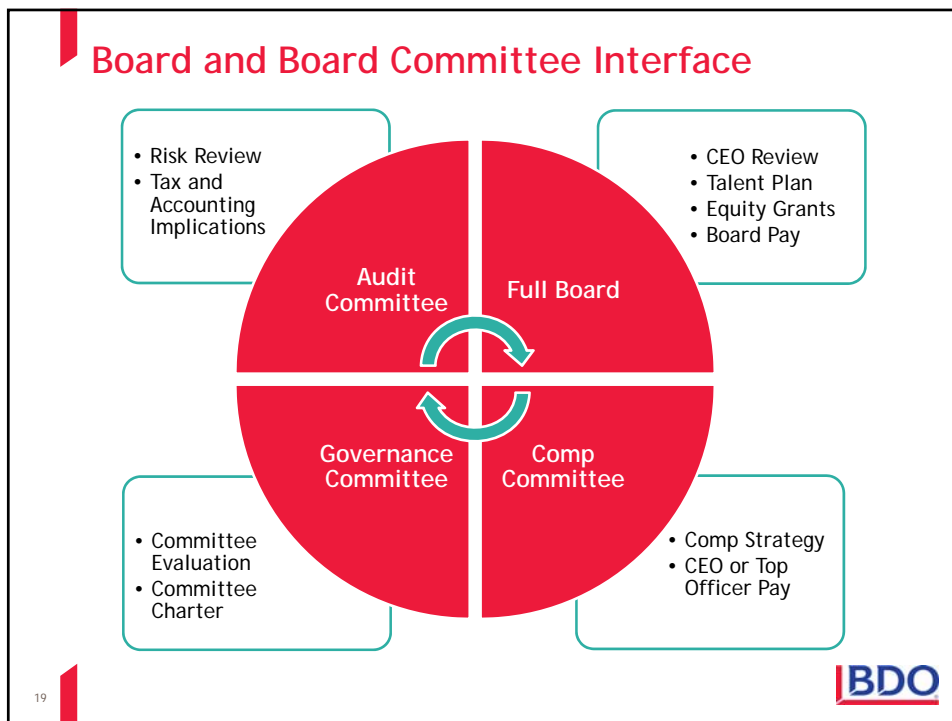 Board and Board Committee Interface
• Risk Review
• Tax and
Accounting
Implications
• CEO Review
• Talent Plan
• Equity Grants
• Board Pay
Audit
Committee
Full Board
Governance
Committee
Comp
Committee
• Committee
Evaluation
• Committee
Charter
• Comp Strategy
• CEO or Top
Officer Pay
19
BDO